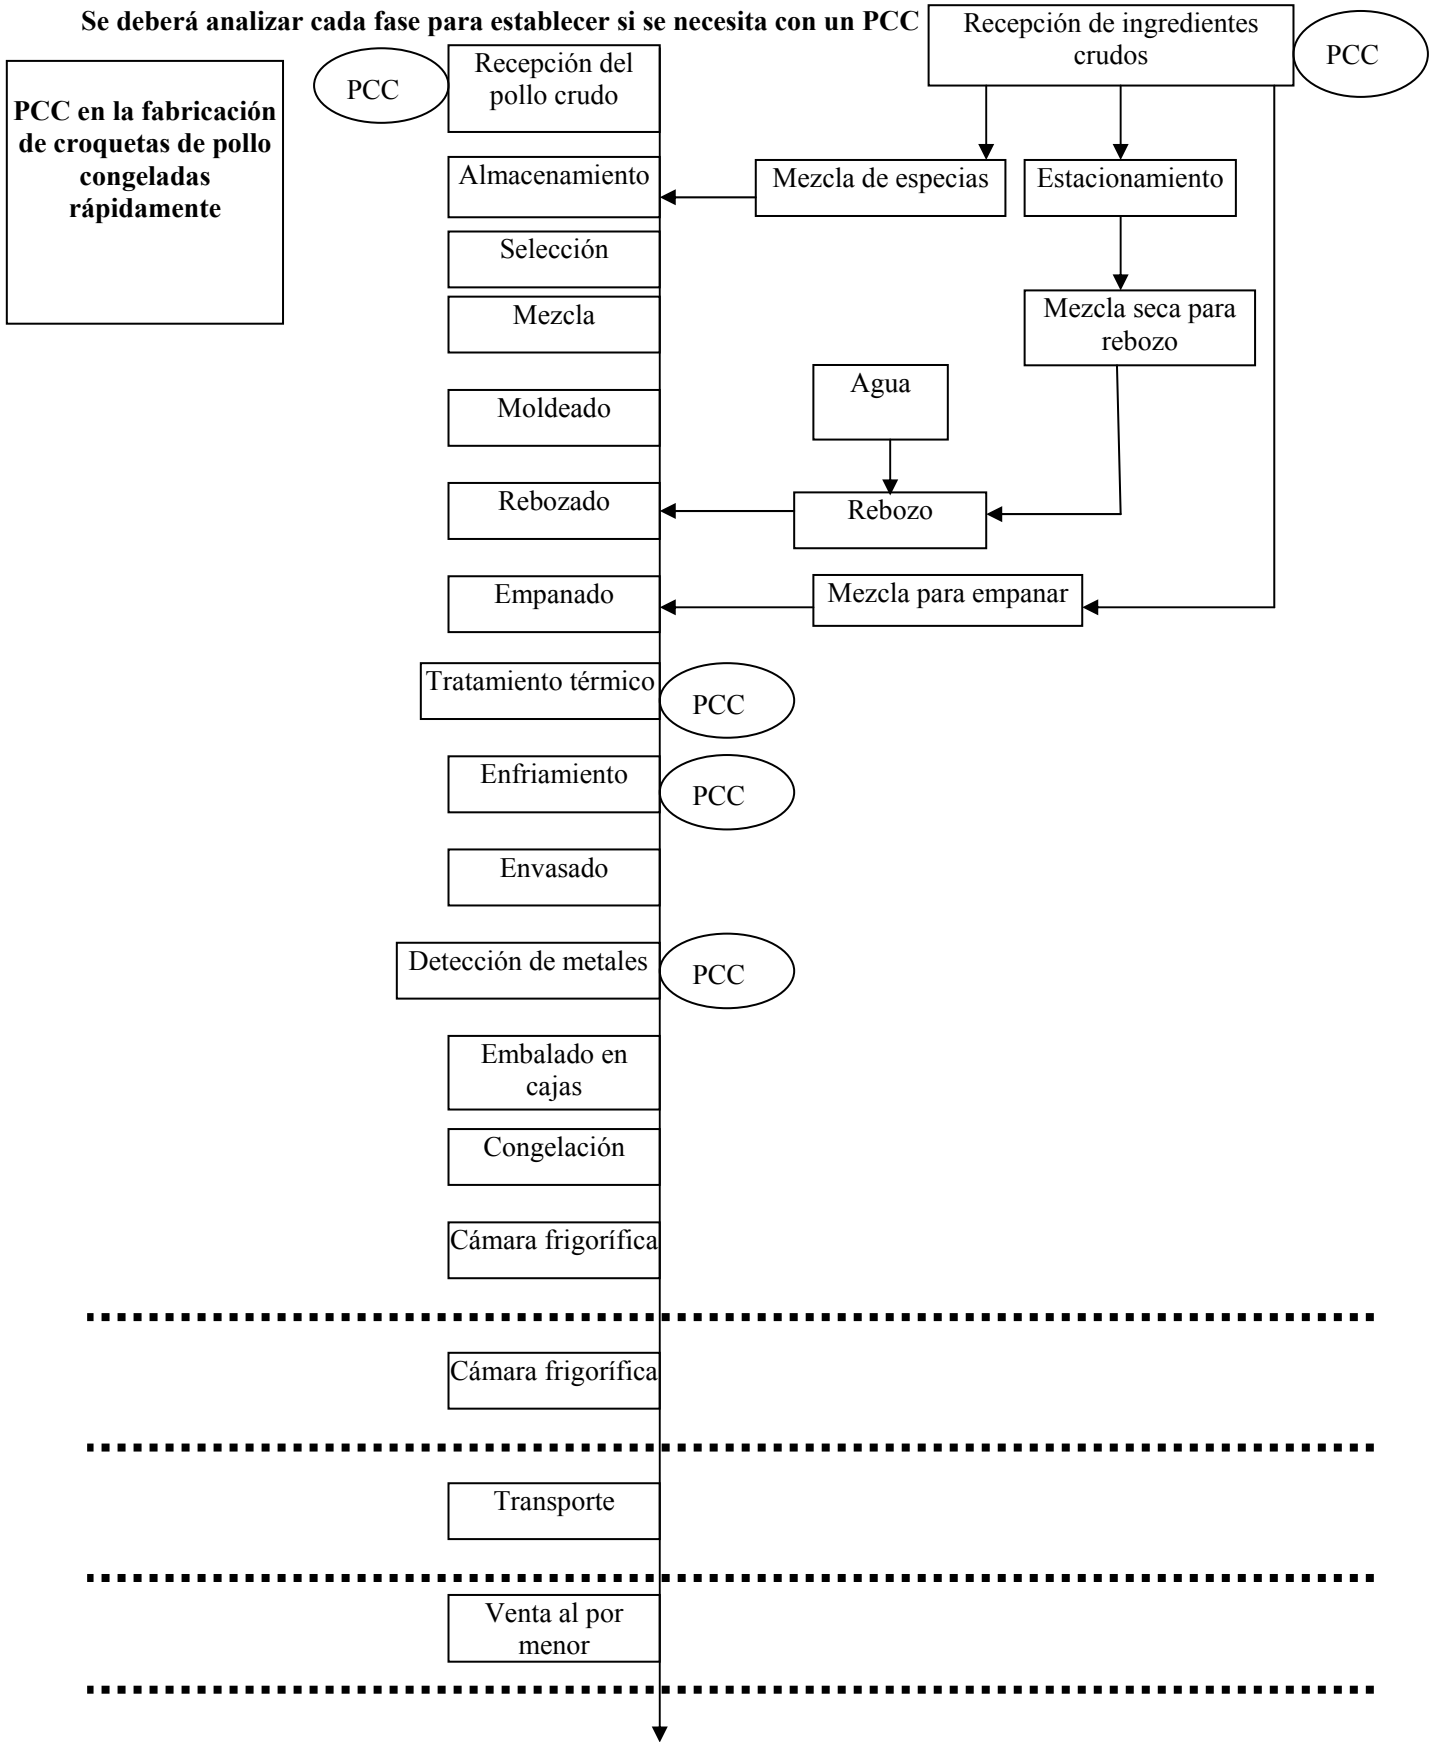 Se deberá analizar cada fase para establecer si se necesita con un PCC
Recepción de ingredientes
crudos
PCC
PCC
Recepción del
pollo crudo
PCC en la fabricación
de croquetas de pollo
congeladas
rápidamente
Almacenamiento
Mezcla de especias
Estacionamiento
Selección
Mezcla
Mezcla seca para
rebozo
Agua
Moldeado
Rebozado
Rebozo
Empanado
Mezcla para empanar
Tratamiento térmico
PCC
Enfriamiento
PCC
Envasado
Detección de metales
PCC
Embalado en
cajas
Congelación
Cámara frigorífica
Cámara frigorífica
Transporte
Venta al por
menor